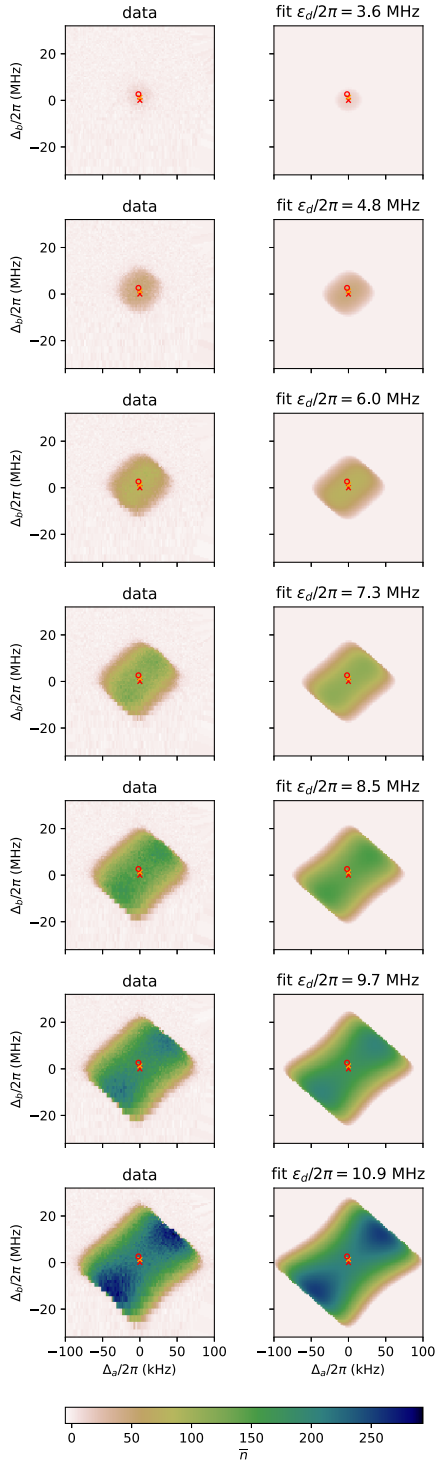 data fit ε_d/2π = 3.6 MHz
Δ_b/2π (MHz)
20
0
−20
data fit ε_d/2π = 4.8 MHz
Δ_b/2π (MHz)
20
0
−20
data fit ε_d/2π = 6.0 MHz
Δ_b/2π (MHz)
20
0
−20
data fit ε_d/2π = 7.3 MHz
Δ_b/2π (MHz)
20
0
−20
data fit ε_d/2π = 8.5 MHz
Δ_b/2π (MHz)
20
0
−20
data fit ε_d/2π = 9.7 MHz
Δ_b/2π (MHz)
20
0
−20
data fit ε_d/2π = 10.9 MHz
Δ_b/2π (MHz)
20
0
−20
−100 −50 0 50 100 −100 −50 0 50 100
Δ_a/2π (kHz) Δ_a/2π (kHz)
0 50 100 150 200 250
n̅